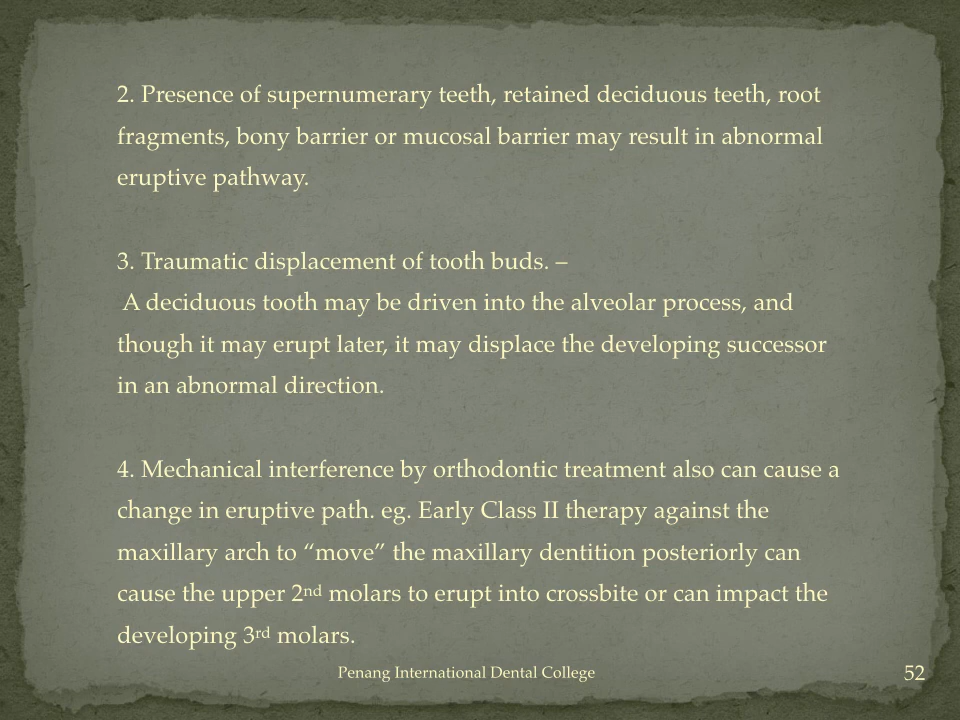 2. Presence of supernumerary teeth, retained deciduous teeth, root
fragments, bony barrier or mucosal barrier may result in abnormal
eruptive pathway.
3. Traumatic displacement of tooth buds. –
A deciduous tooth may be driven into the alveolar process, and
though it may erupt later, it may displace the developing successor
in an abnormal direction.
4. Mechanical interference by orthodontic treatment also can cause a
change in eruptive path. eg. Early Class II therapy against the
maxillary arch to “move” the maxillary dentition posteriorly can
cause the upper 2nd molars to erupt into crossbite or can impact the
developing 3rd molars.
Penang International Dental College
52